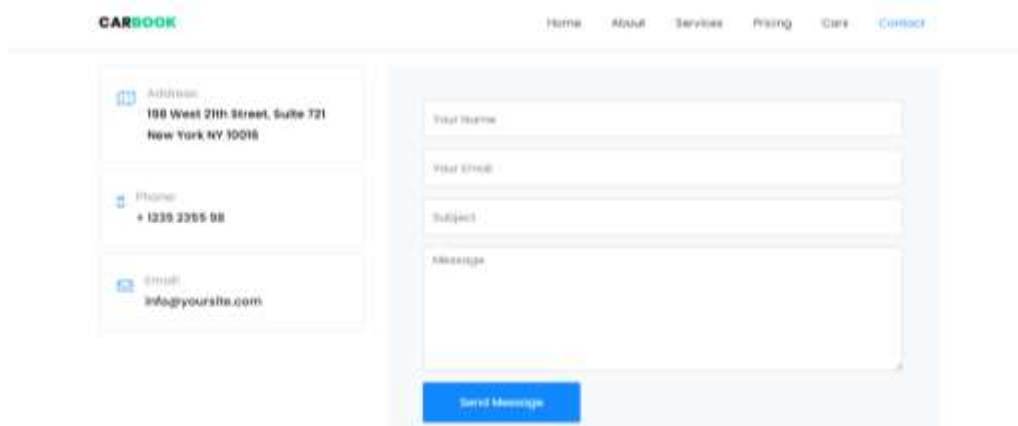 CARBOOK
Home About Services Pricing Cars Contact
Address:
198 West 21th Street, Suite 721
New York NY 10016
Phone:
+ 1235 2355 98
Email:
info@yoursite.com
Your Name
Your Email
Subject
Message
Send Message